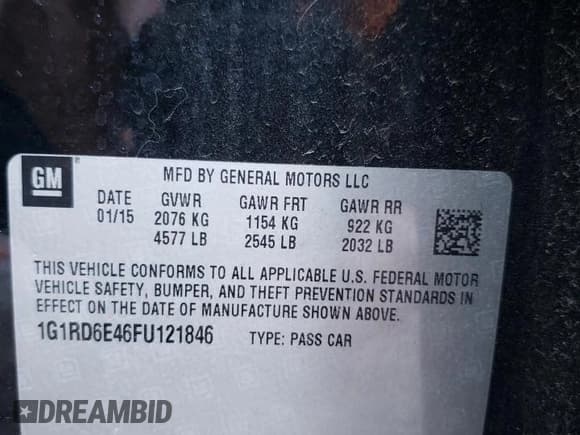 GM ®
MFD BY GENERAL MOTORS LLC
DATE GVWR GAWR FRT GAWR RR
01/15 2076 KG 1154 KG 922 KG
4577 LB 2545 LB 2032 LB
THIS VEHICLE CONFORMS TO ALL APPLICABLE U.S. FEDERAL MOTOR
VEHICLE SAFETY, BUMPER, AND THEFT PREVENTION STANDARDS IN
EFFECT ON THE DATE OF MANUFACTURE SHOWN ABOVE.
1G1RD6E46FU121846 TYPE: PASS CAR
DREAMBID